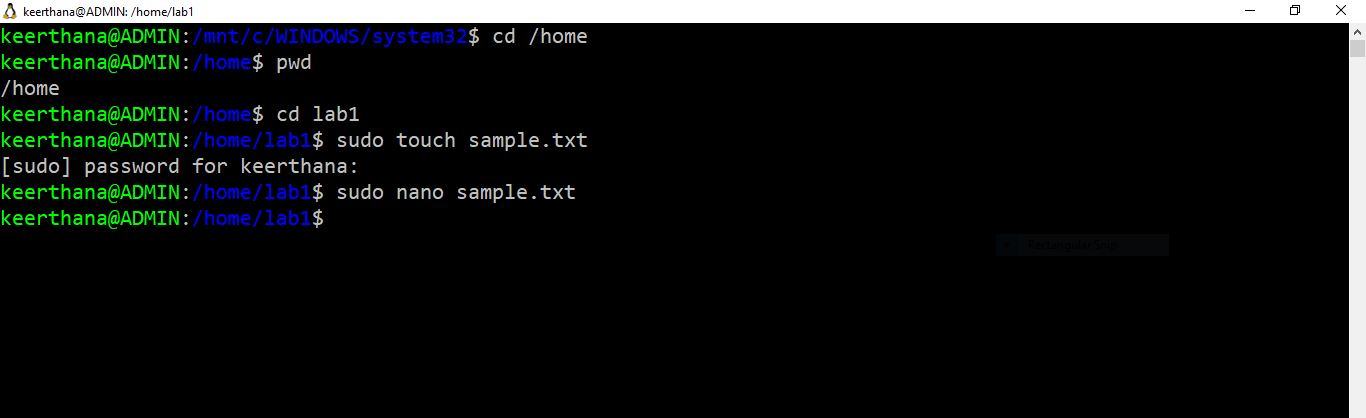 keerthana@ADMIN: /home/lab1
keerthana@ADMIN:/mnt/c/WINDOWS/system32$ cd /home
keerthana@ADMIN:/home$ pwd
/home
keerthana@ADMIN:/home$ cd lab1
keerthana@ADMIN:/home/lab1$ sudo touch sample.txt
[sudo] password for keerthana:
keerthana@ADMIN:/home/lab1$ sudo nano sample.txt
keerthana@ADMIN:/home/lab1$
Rectangular Snip